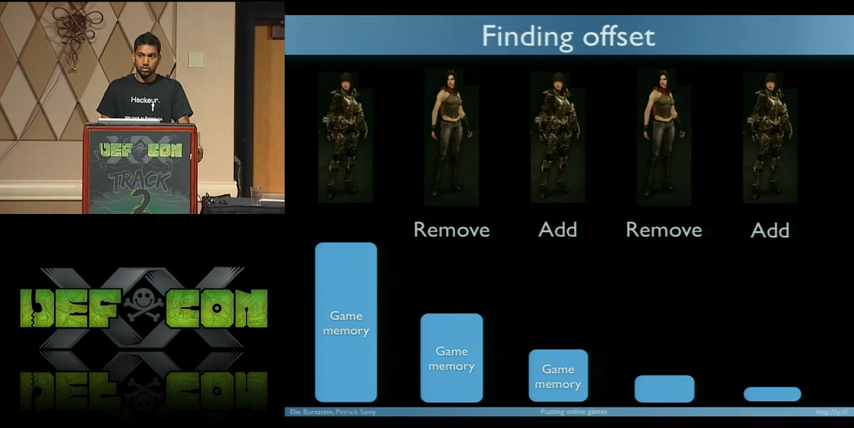 Finding offset
Hackeur.
DEF CON
TRACK
2
Remove
Add
Remove
Add
Game
memory
Game
memory
Game
memory
DEF CON
Elie Bursztein, Patrick Samy
Fuzzing online games